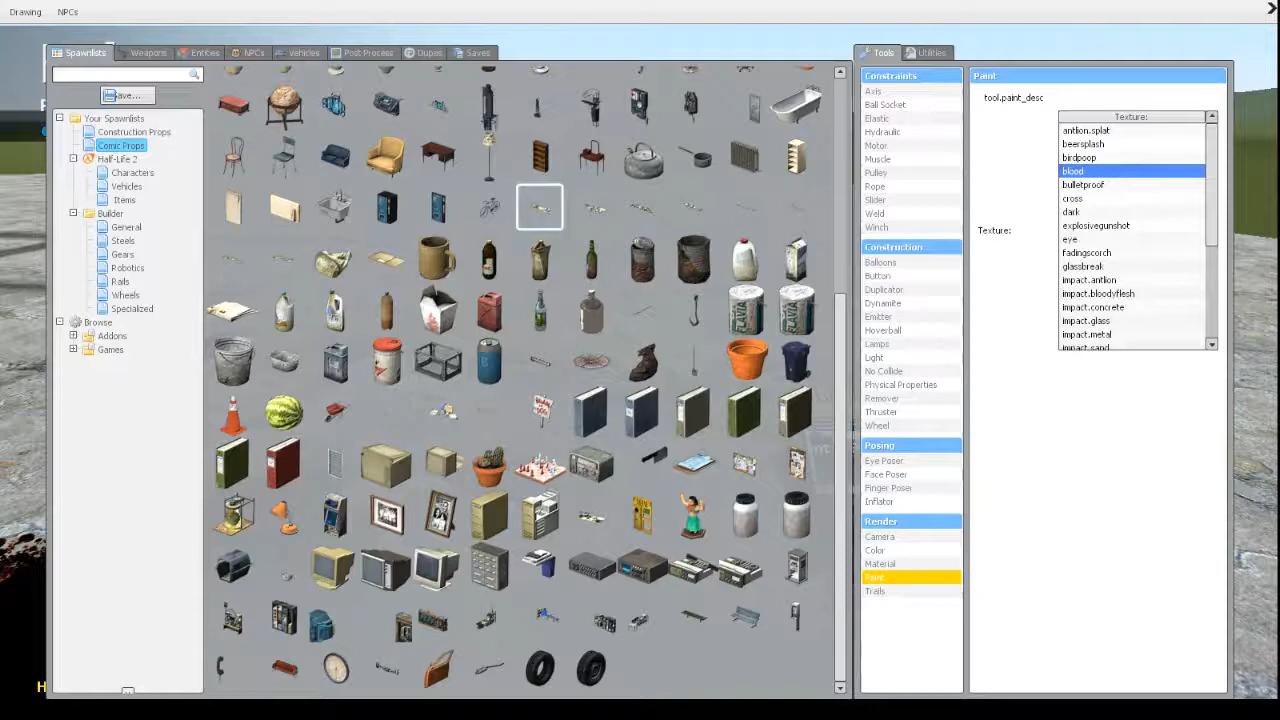 Drawing NPCs
Spawnlists Weapons Entities NPCs Vehicles Post Process Dupes Saves
Tools Utilities
Save...
Your Spawnlists
Construction Props
Comic Props
Half-Life 2
Characters
Vehicles
Items
Builder
General
Steels
Gears
Robotics
Rails
Wheels
Specialized
Browse
Addons
Games
Constraints
Axis
Ball Socket
Elastic
Hydraulic
Motor
Muscle
Pulley
Rope
Slider
Weld
Winch
Construction
Balloons
Button
Duplicator
Dynamite
Emitter
Hoverball
Lamps
Light
No Collide
Physical Properties
Remover
Thruster
Wheel
Posing
Eye Poser
Face Poser
Finger Poser
Inflator
Render
Camera
Color
Material
Paint
Trails
Paint
tool.paint_desc
Texture:
Texture:
antlion.splat
beersplash
birdpoop
blood
bulletproof
cross
dark
explosivegunshot
eye
fadingscorch
glassbreak
impact.antlion
impact.bloodyflesh
impact.concrete
impact.glass
impact.metal
impact.sand
H